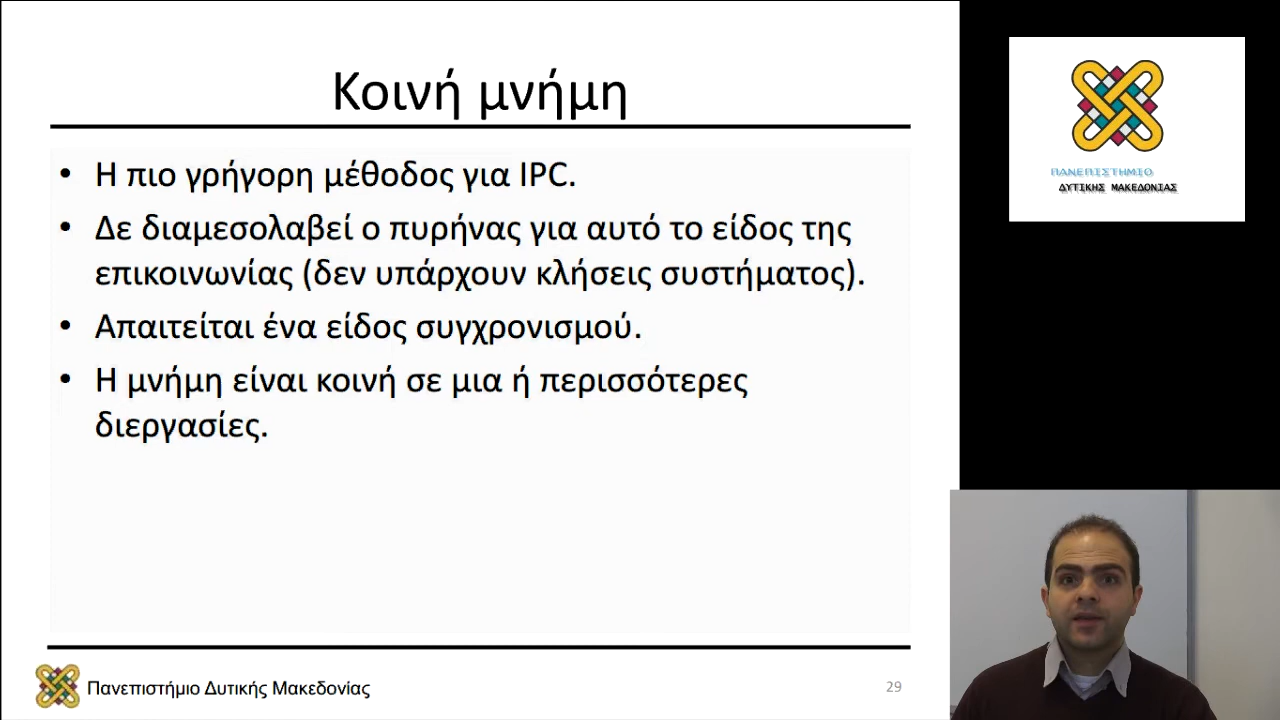 Κοινή μνήμη
• Η πιο γρήγορη μέθοδος για IPC.
• Δε διαμεσολαβεί ο πυρήνας για αυτό το είδος της
επικοινωνίας (δεν υπάρχουν κλήσεις συστήματος).
• Απαιτείται ένα είδος συγχρονισμού.
• Η μνήμη είναι κοινή σε μια ή περισσότερες
διεργασίες.
Πανεπιστήμιο Δυτικής Μακεδονίας
29
ΠΑΝΕΠΙΣΤΗΜΙΟ
ΔΥΤΙΚΗΣ ΜΑΚΕΔΟΝΙΑΣ